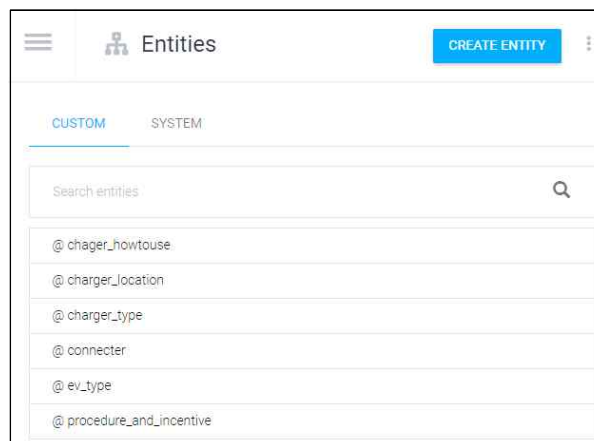 Entities
CREATE ENTITY
CUSTOM SYSTEM
Search entities
@ chager_howtouse
@ charger_location
@ charger_type
@ connecter
@ ev_type
@ procedure_and_incentive